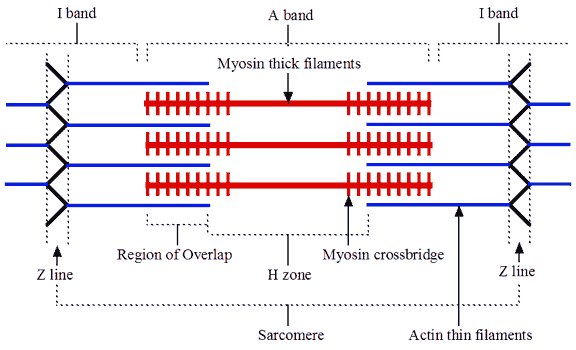 I band
A band
I band
Myosin thick filaments
Region of Overlap
Myosin crossbridge
H zone
Z line
Z line
Sarcomere
Actin thin filaments